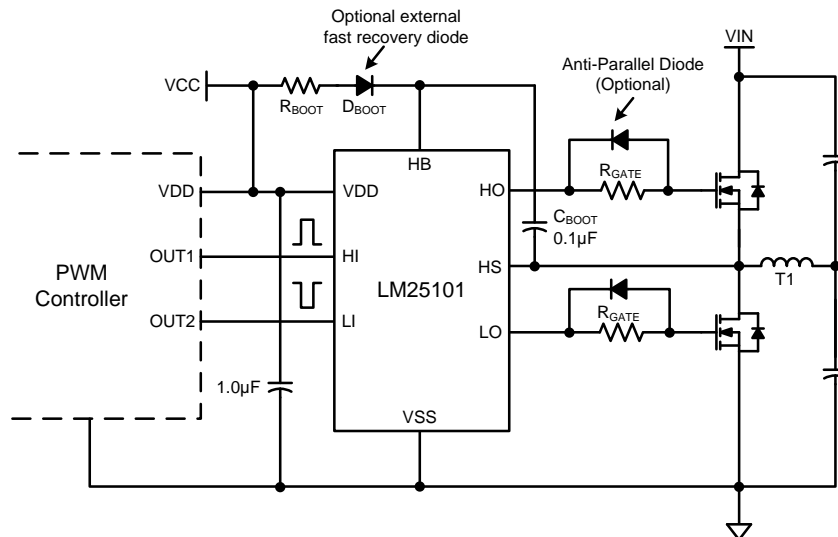 Optional external
fast recovery diode
VIN
Anti-Parallel Diode
(Optional)
VCC
RBOOT
DBOOT
HB
VDD
VDD
HO
RGATE
CBOOT
0.1µF
OUT1
HI
HS
PWM
Controller
LM25101
T1
OUT2
LI
LO
RGATE
1.0µF
VSS